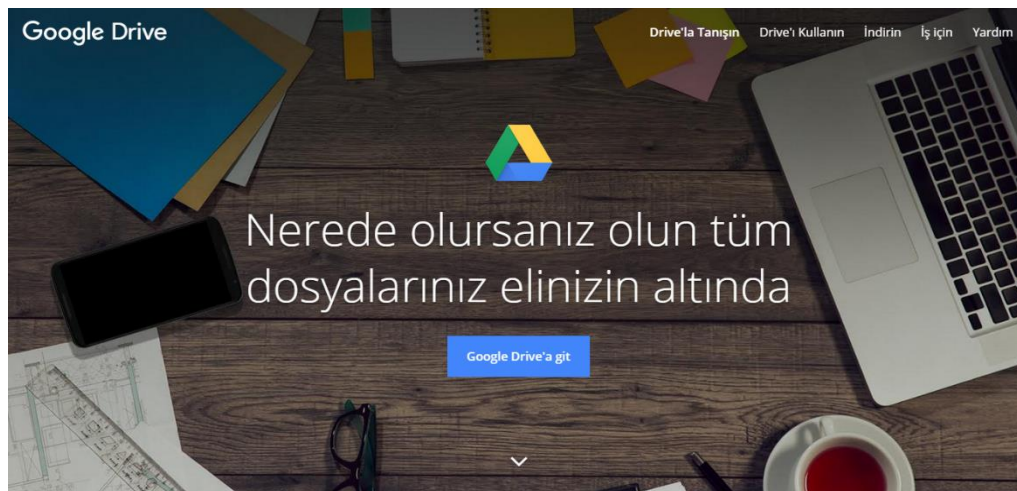 Google Drive
Drive'la Tanışın Drive'ı Kullanın İndirin İş için Yardım
Nerede olursanız olun tüm
dosyalarınız elinizin altında
Google Drive'a git